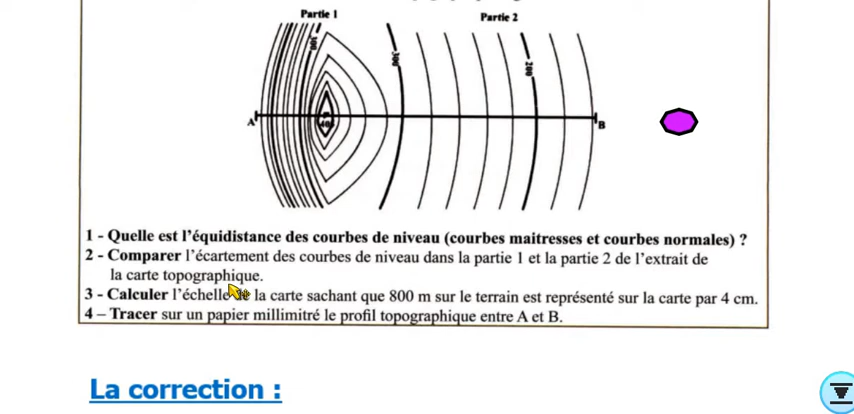 Partie 1
Partie 2
300
300
200
A
B
1 - Quelle est l'équidistance des courbes de niveau (courbes maitresses et courbes normales) ?
2 - Comparer l'écartement des courbes de niveau dans la partie 1 et la partie 2 de l'extrait de
la carte topographique.
3 - Calculer l'échelle de la carte sachant que 800 m sur le terrain est représenté sur la carte par 4 cm.
4 – Tracer sur un papier millimitré le profil topographique entre A et B.
La correction :